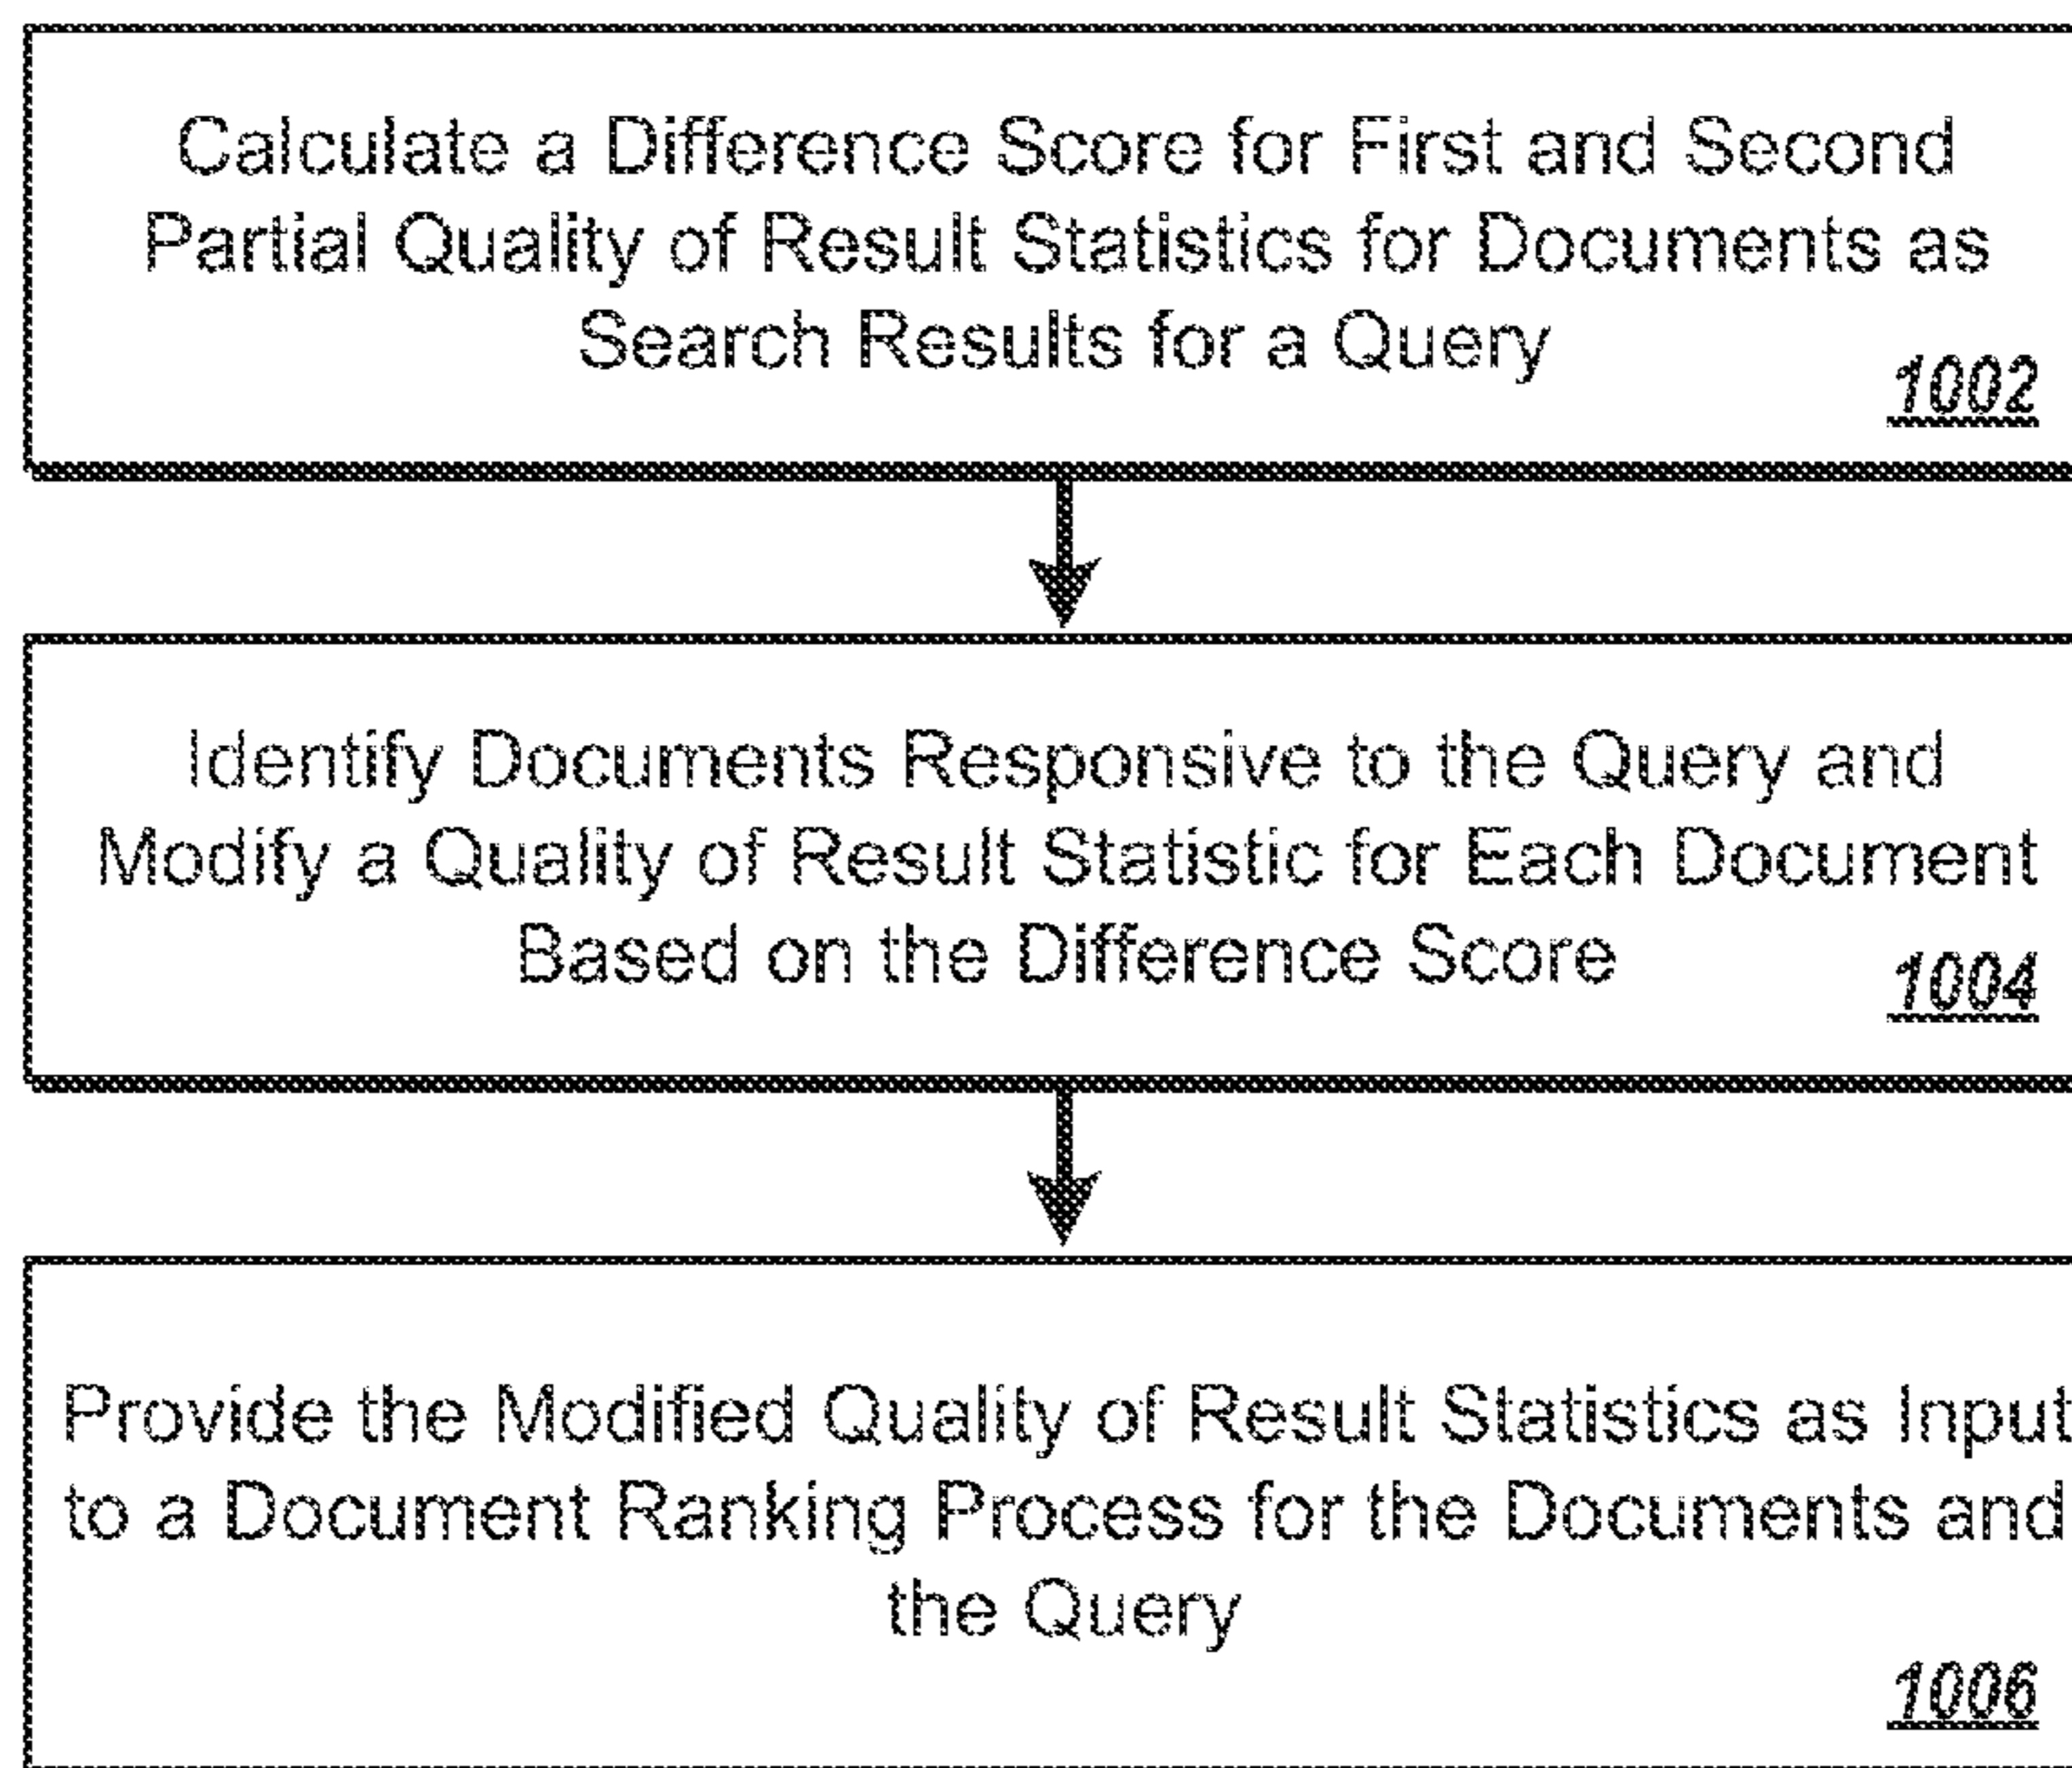 Calculate a Difference Score for First and Second
Partial Quality of Result Statistics for Documents as
Search Results for a Query
1002
Identify Documents Responsive to the Query and
Modify a Quality of Result Statistic for Each Document
Based on the Difference Score
1004
Provide the Modified Quality of Result Statistics as Input
to a Document Ranking Process for the Documents and
the Query
1006